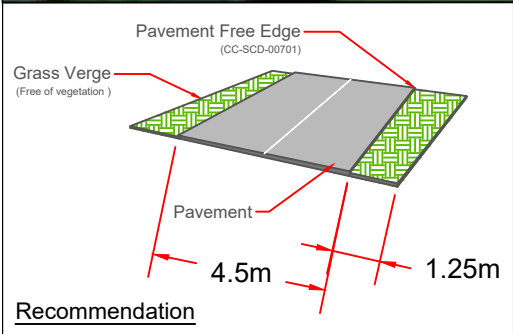 Pavement Free Edge
(CC-SCD-00701)
Grass Verge
(Free of vegetation )
Pavement
4.5m
1.25m
Recommendation